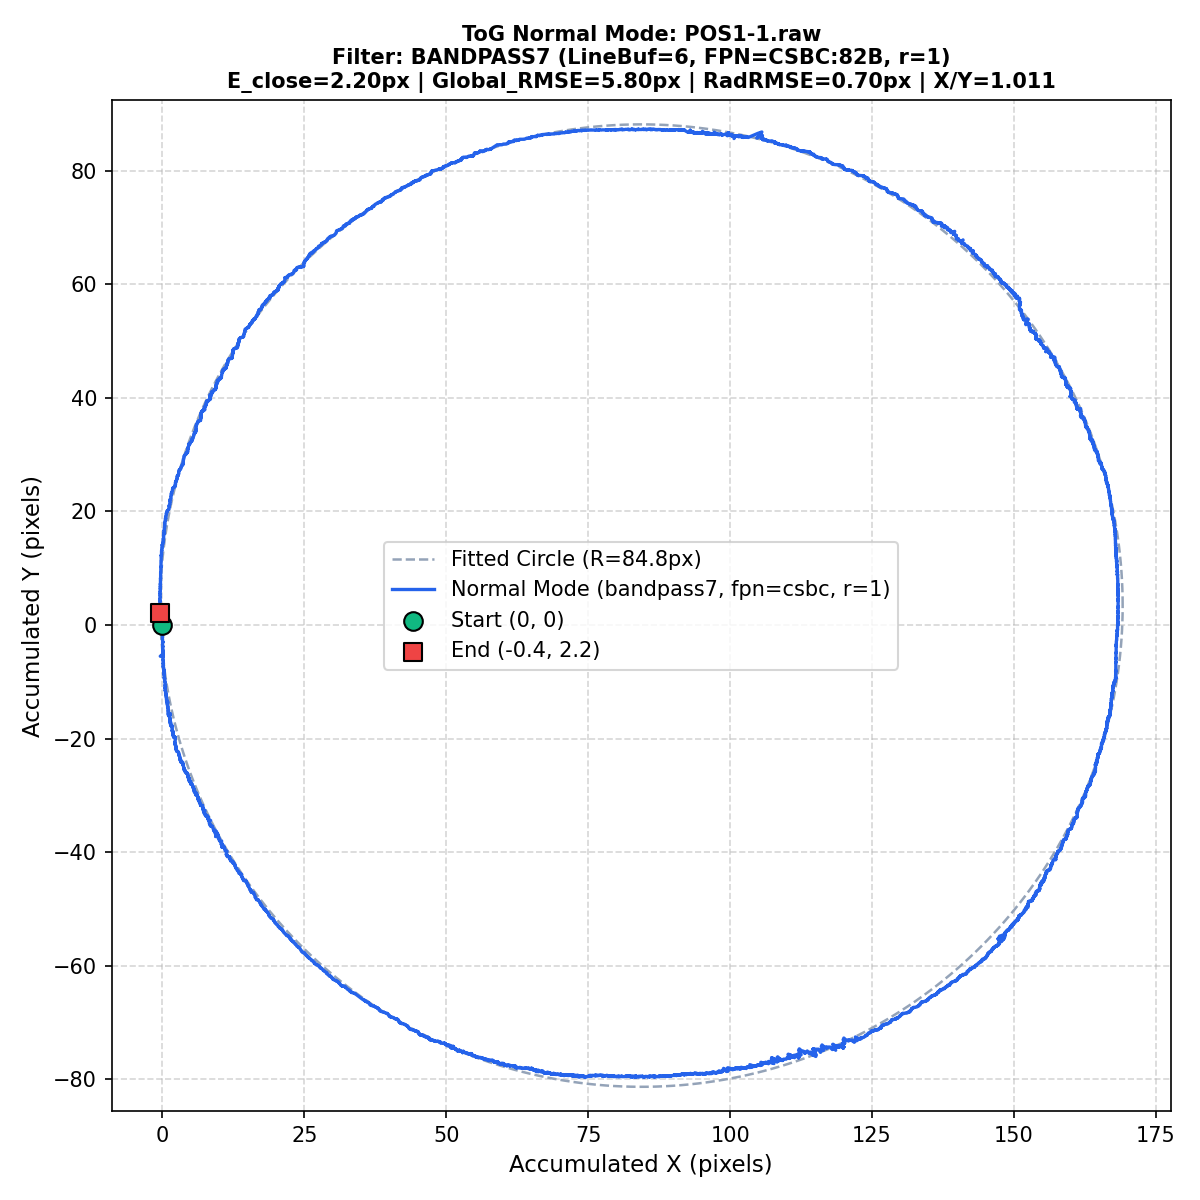 ToG Normal Mode: POS1-1.raw
Filter: BANDPASS7 (LineBuf=6, FPN=CSBC:82B, r=1)
E_close=2.20px | Global_RMSE=5.80px | RadRMSE=0.70px | X/Y=1.011
80
60
40
20
0
−20
−40
−60
−80
Accumulated Y (pixels)
Fitted Circle (R=84.8px)
Normal Mode (bandpass7, fpn=csbc, r=1)
Start (0, 0)
End (-0.4, 2.2)
0 25 50 75 100 125 150 175
Accumulated X (pixels)